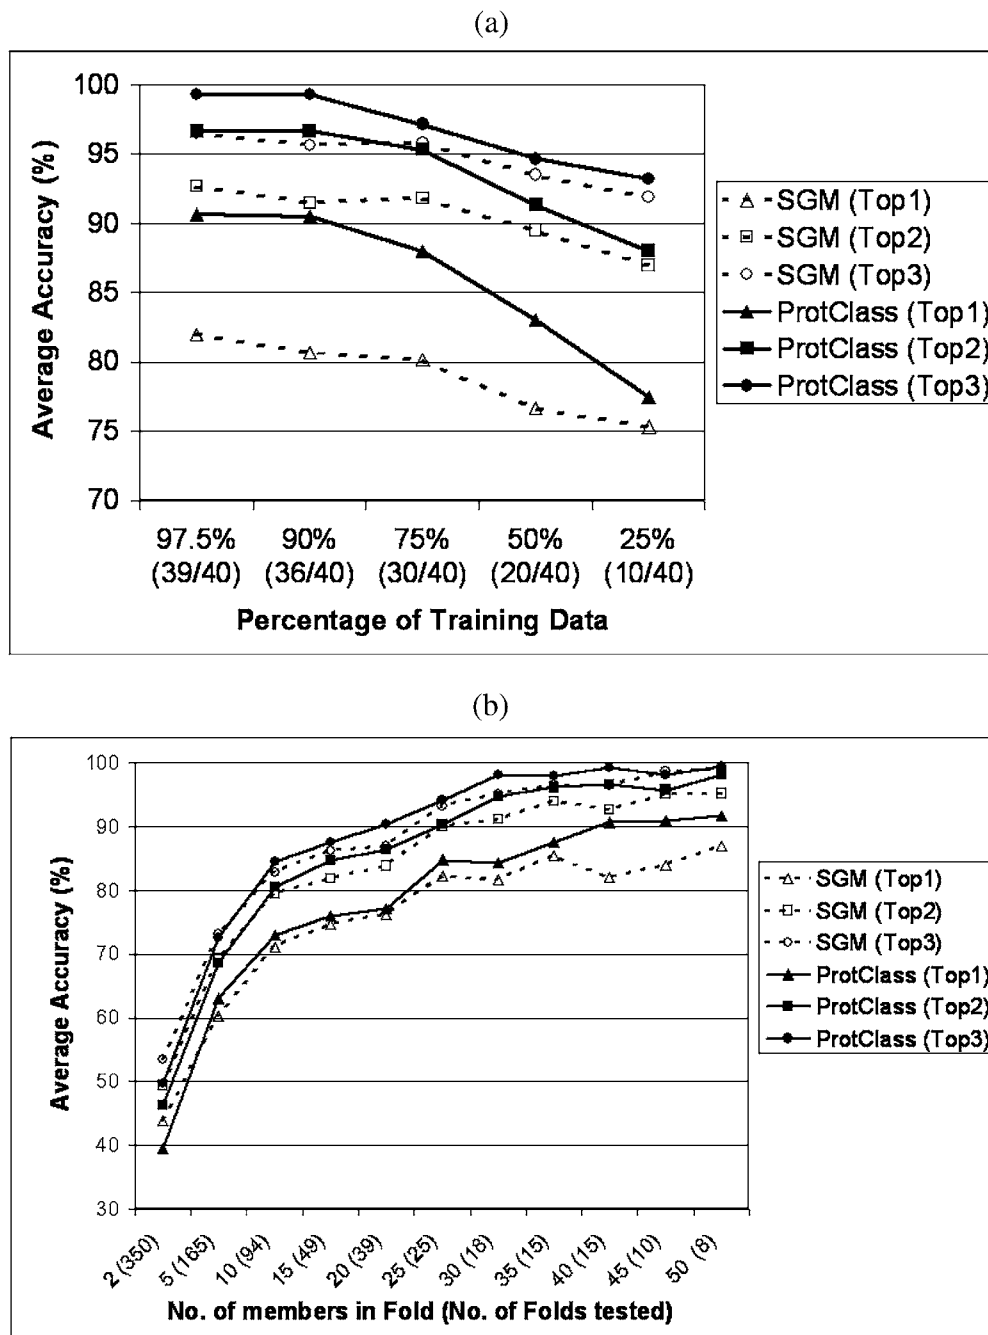 (a)
Average Accuracy (%)
100
95
90
85
80
75
70
97.5% 90% 75% 50% 25%
(39/40) (36/40) (30/40) (20/40) (10/40)
Percentage of Training Data
SGM (Top1)
SGM (Top2)
SGM (Top3)
ProtClass (Top1)
ProtClass (Top2)
ProtClass (Top3)
(b)
Average Accuracy (%)
100
90
80
70
60
50
40
30
2 (350)
5 (165)
10 (94)
15 (49)
20 (39)
25 (25)
30 (18)
35 (15)
40 (15)
45 (10)
50 (8)
No. of members in Fold (No. of Folds tested)
SGM (Top1)
SGM (Top2)
SGM (Top3)
ProtClass (Top1)
ProtClass (Top2)
ProtClass (Top3)